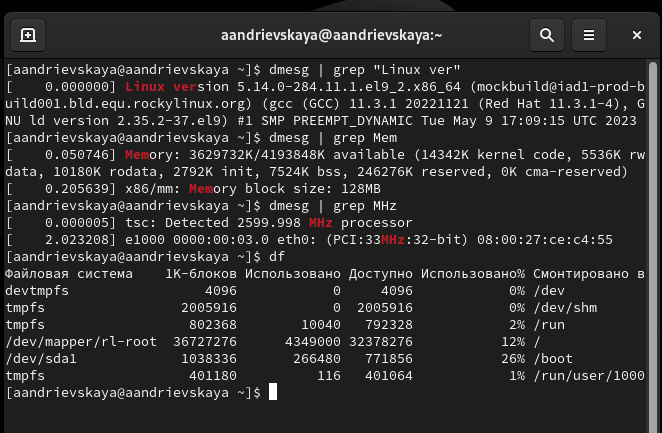 aandrievskaya@aandrievskaya:~
[aandrievskaya@aandrievskaya ~]$ dmesg | grep "Linux ver"
[    0.000000] Linux version 5.14.0-284.11.1.el9_2.x86_64 (mockbuild@iad1-prod-b
uild001.bld.equ.rockylinux.org) (gcc (GCC) 11.3.1 20221121 (Red Hat 11.3.1-4), G
NU ld version 2.35.2-37.el9) #1 SMP PREEMPT_DYNAMIC Tue May 9 17:09:15 UTC 2023
[aandrievskaya@aandrievskaya ~]$ dmesg | grep Mem
[    0.050746] Memory: 3629732K/4193848K available (14342K kernel code, 5536K rw
data, 10180K rodata, 2792K init, 7524K bss, 246276K reserved, 0K cma-reserved)
[    0.205639] x86/mm: Memory block size: 128MB
[aandrievskaya@aandrievskaya ~]$ dmesg | grep MHz
[    0.000005] tsc: Detected 2599.998 MHz processor
[    2.023208] e1000 0000:00:03.0 eth0: (PCI:33MHz:32-bit) 08:00:27:ce:c4:55
[aandrievskaya@aandrievskaya ~]$ df
Файловая система    1K-блоков Использовано Доступно Использовано% Смонтировано в
devtmpfs                 4096            0     4096            0% /dev
tmpfs                 2005916            0  2005916            0% /dev/shm
tmpfs                  802368        10040   792328            2% /run
/dev/mapper/rl-root  36727276      4349000 32378276           12% /
/dev/sda1             1038336       266480   771856           26% /boot
tmpfs                  401180          116   401064            1% /run/user/1000
[aandrievskaya@aandrievskaya ~]$